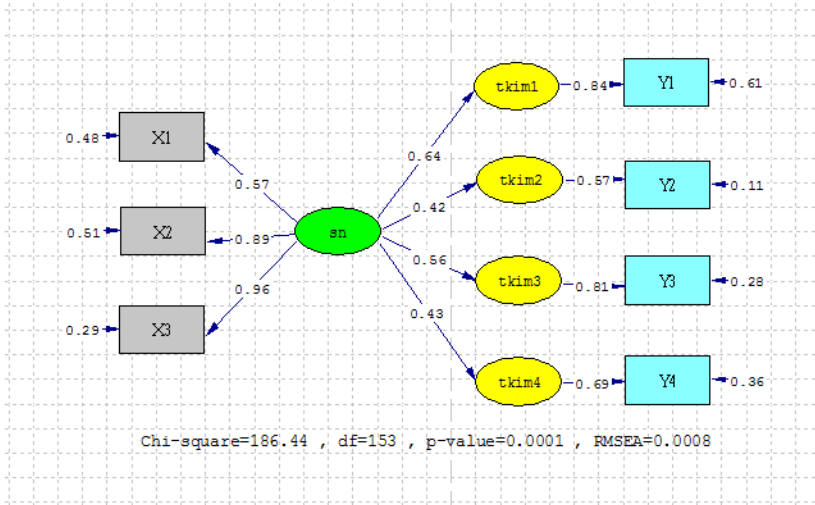 tkim1
0.84
Y1
0.61
0.48
X1
0.64
0.57
tkim2
0.57
Y2
0.11
0.42
0.51
X2
0.89
sn
0.56
tkim3
0.81
Y3
0.28
0.96
0.43
0.29
X3
tkim4
0.69
Y4
0.36
Chi-square=186.44 , df=153 , p-value=0.0001 , RMSEA=0.0008